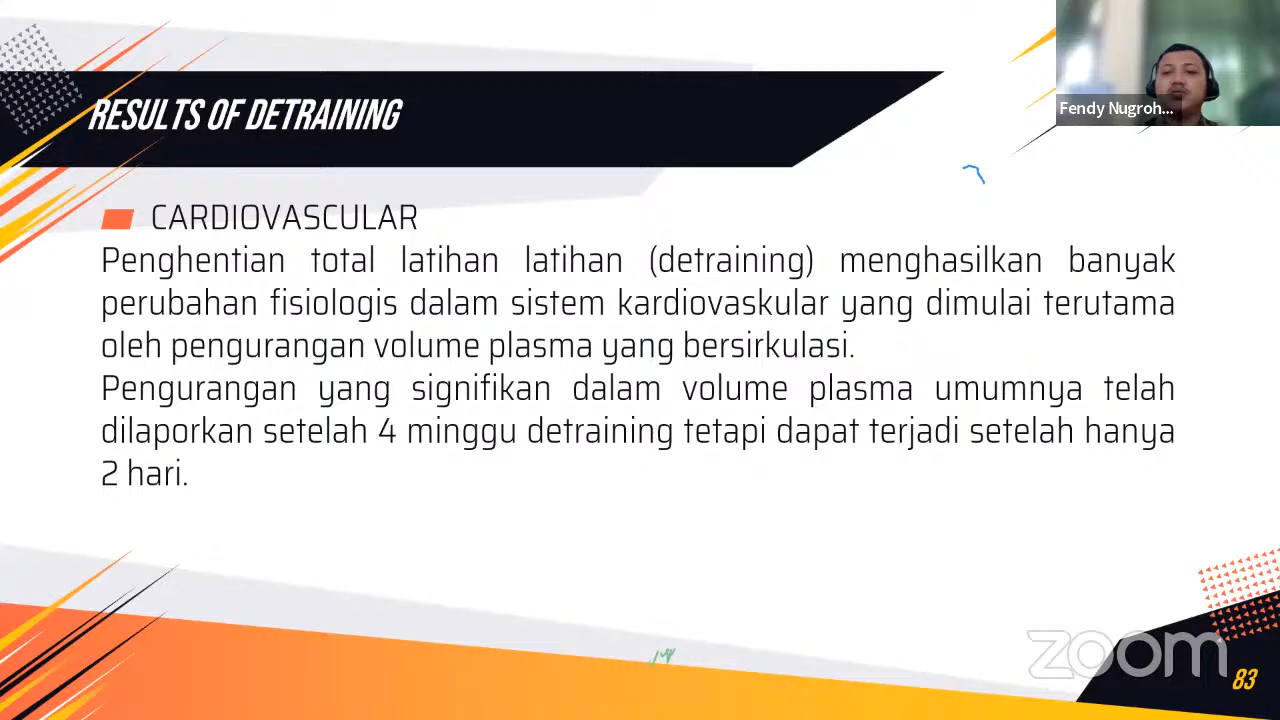 Fendy Nugroh...
RESULTS OF DETRAINING
CARDIOVASCULAR
Penghentian total latihan latihan (detraining) menghasilkan banyak
perubahan fisiologis dalam sistem kardiovaskular yang dimulai terutama
oleh pengurangan volume plasma yang bersirkulasi.
Pengurangan yang signifikan dalam volume plasma umumnya telah
dilaporkan setelah 4 minggu detraining tetapi dapat terjadi setelah hanya
2 hari.
zoom
83